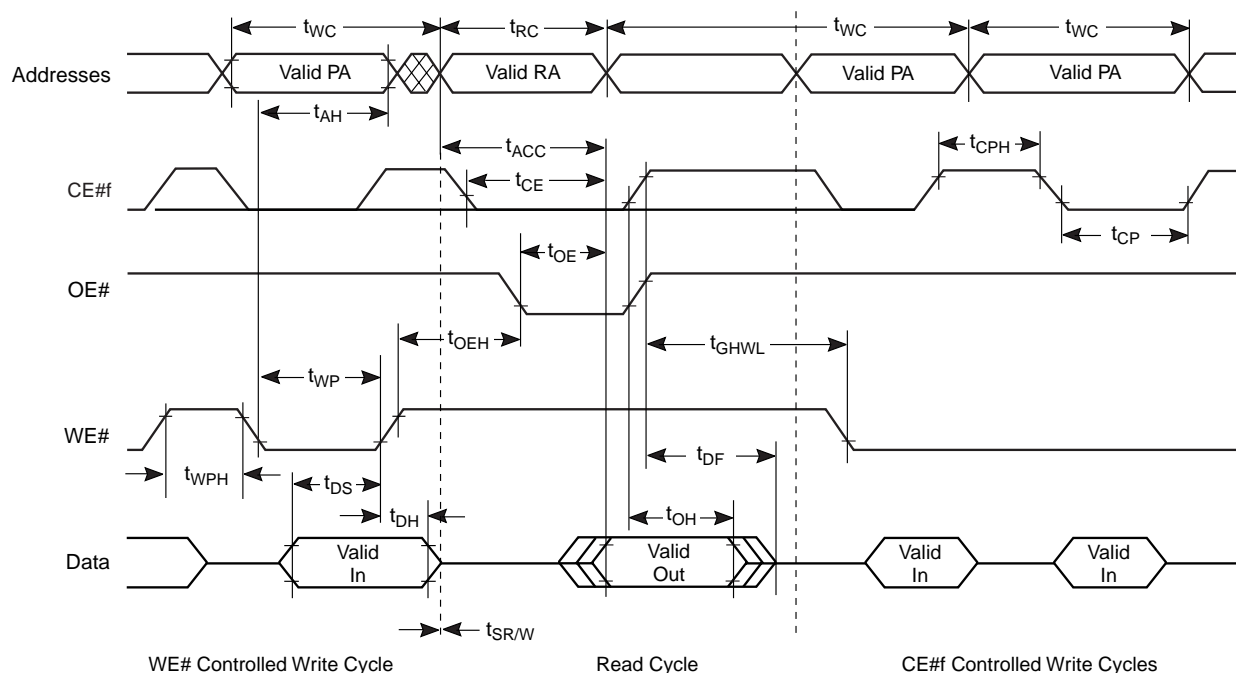 tWC tRC tWC tWC
Addresses Valid PA Valid RA Valid PA Valid PA
tAH
tACC tCPH
CE#f tCE
tCP
tOE
OE#
tOEH tGHWL
tWP
WE#
tWPH tDS tDF
tDH tOH
Data Valid In Valid Out Valid In Valid In
tSR/W
WE# Controlled Write Cycle Read Cycle CE#f Controlled Write Cycles